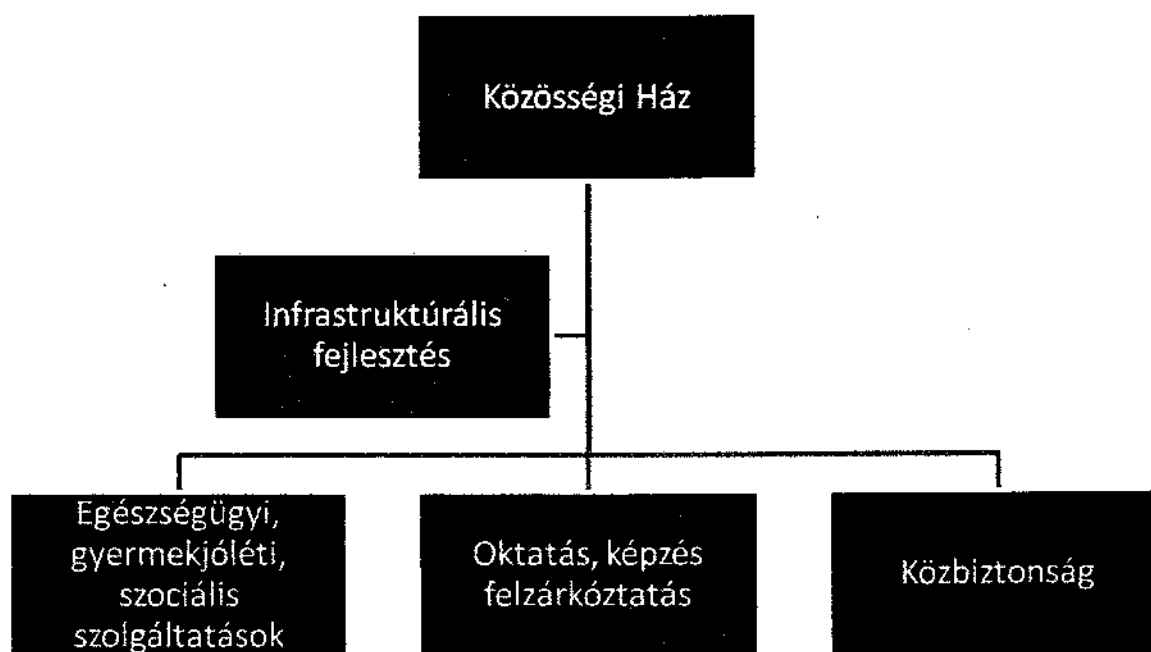 Közösségi Ház
Infrastruktúrális
fejlesztés
Egészségügyi,
gyermekjóléti,
szociális
szolgáltatások
Oktatás, képzés
felzárkóztatás
Közbiztonság